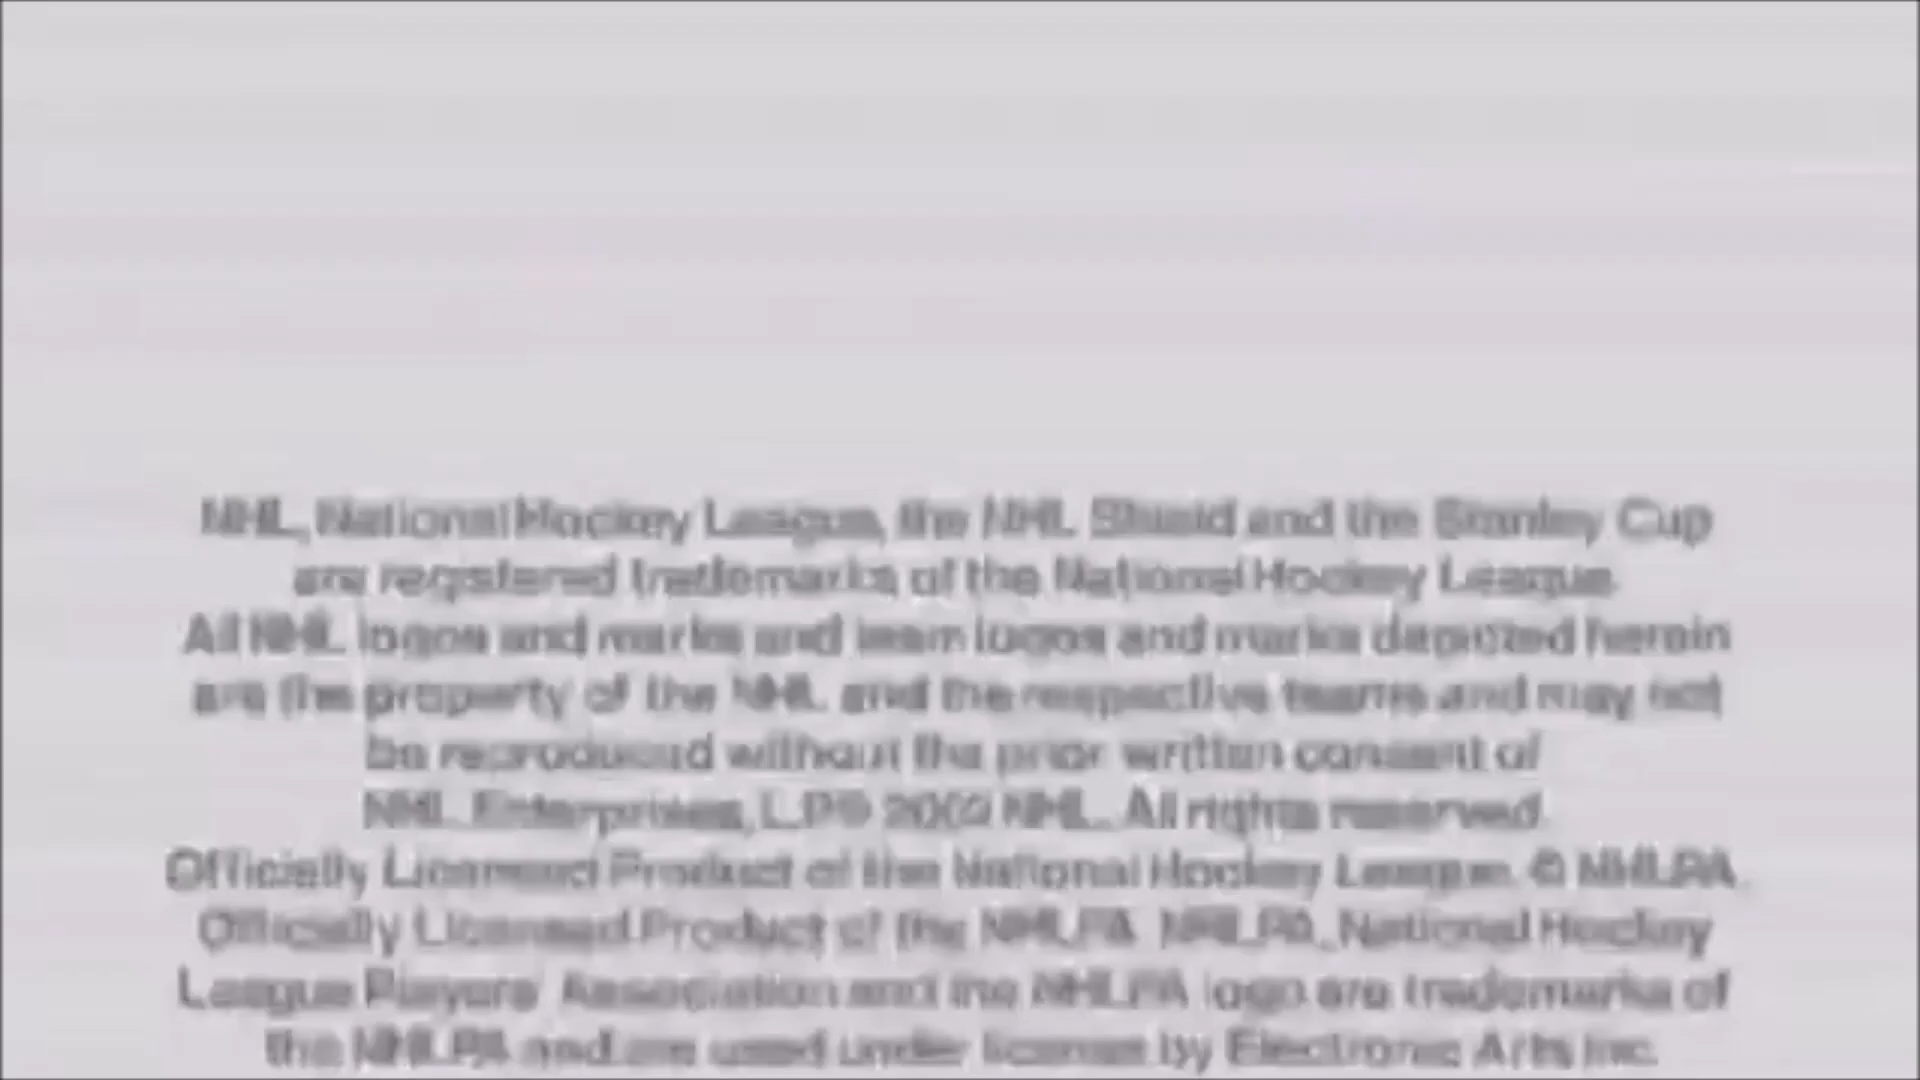 NHL, National Hockey League, the NHL Shield and the Stanley Cup
are registered trademarks of the National Hockey League.
All NHL logos and marks and team logos and marks depicted herein
are the property of the NHL and the respective teams and may not
be reproduced without the prior written consent of
NHL Enterprises, L.P. © NHL. All rights reserved.
Officially Licensed Product of the National Hockey League. © NHLPA.
Officially Licensed Product of the NHLPA. NHLPA, National Hockey
League Players' Association and the NHLPA logo are trademarks of
the NHLPA and are used under license by Electronic Arts Inc.